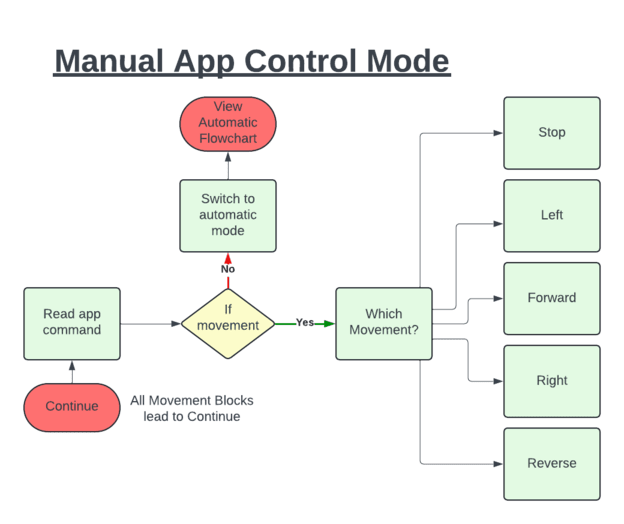 Manual App Control Mode
View
Automatic
Flowchart
Stop
Switch to
automatic
mode
Left
No
Read app
command
If
movement
Yes
Which
Movement?
Forward
Right
Continue
All Movement Blocks
lead to Continue
Reverse